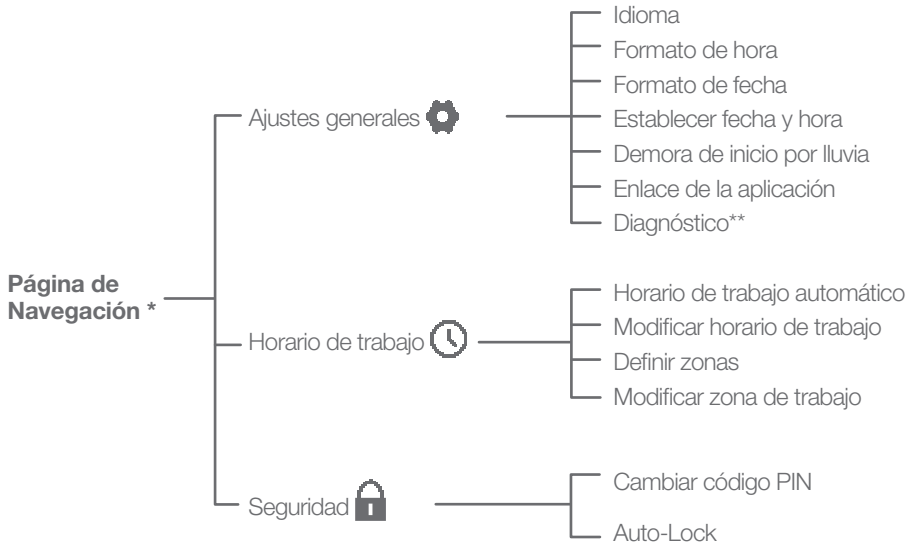 Idioma
Formato de hora
Formato de fecha
Ajustes generales
Establecer fecha y hora
Demora de inicio por lluvia
Enlace de la aplicación
Diagnóstico**
Página de
Navegación *
Horario de trabajo automático
Horario de trabajo
Modificar horario de trabajo
Definir zonas
Modificar zona de trabajo
Seguridad
Cambiar código PIN
Auto-Lock